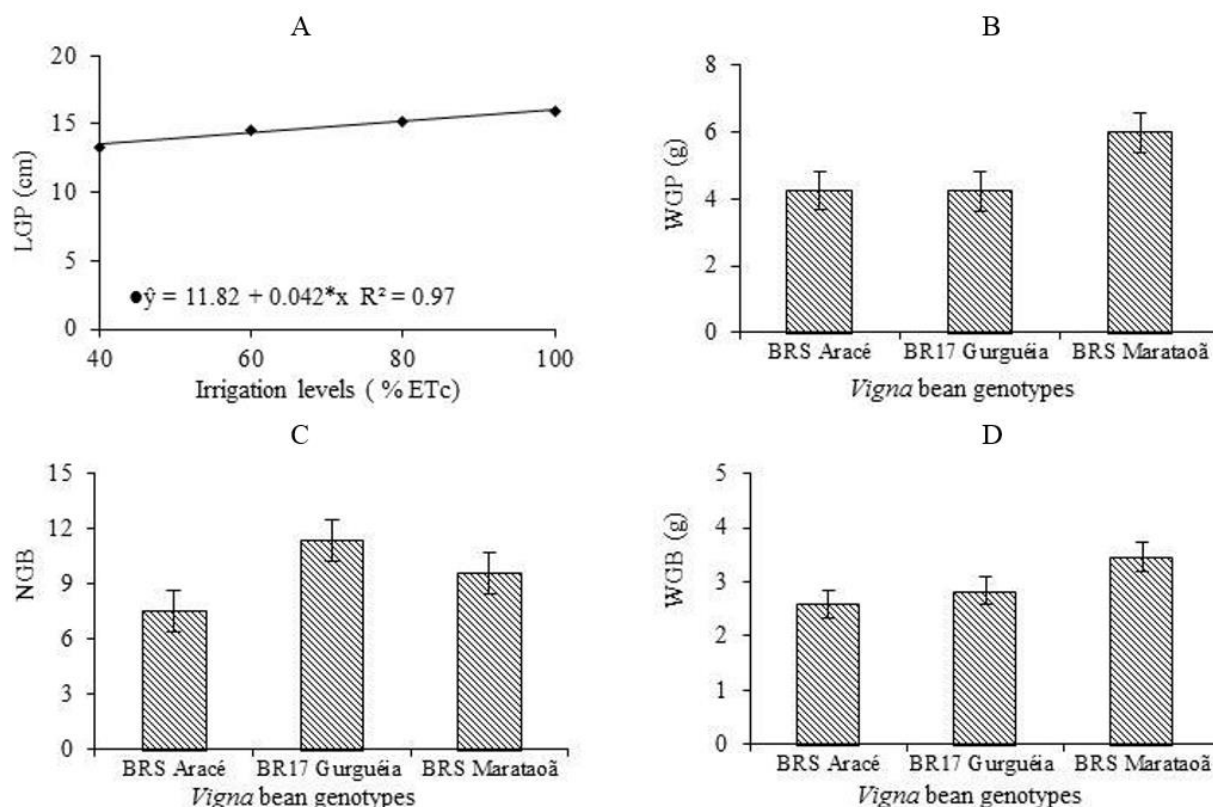 A
20
15
10
5
0
LGP (cm)
●ŷ = 11.82 + 0.042*x R² = 0.97
40 60 80 100
Irrigation levels ( % ETc)
B
8
6
4
2
0
WGP (g)
BRS Aracé BR17 Gurguéia BRS Marataoã
Vigna bean genotypes
C
15
12
9
6
3
0
NGB
BRS Aracé BR17 Gurguéia BRS Marataoã
Vigna bean genotypes
D
5
4
3
2
1
0
WGB (g)
BRS Aracé BR17 Gurguéia BRS Marataoã
Vigna bean genotypes